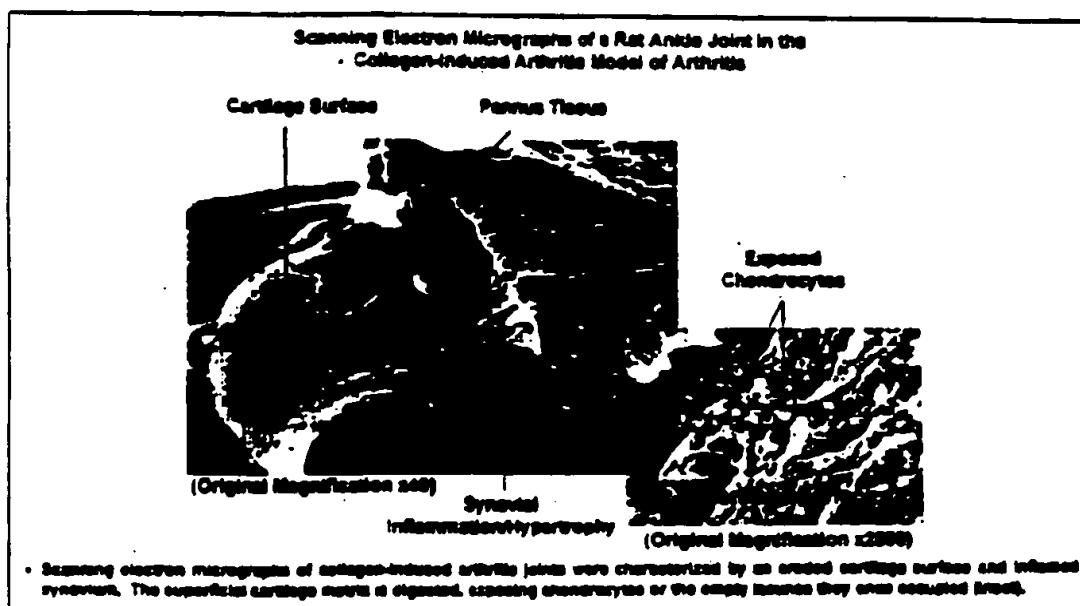 Scanning Electron Micrographs of a Rat Ankle Joint in the
Collagen-Induced Arthritis Model of Arthritis
Cartilage Surface
Pannus Tissue
Exposed
Chondrocytes
(Original Magnification x40)
Synovial
Inflammation/Hypertrophy
(Original Magnification)
• Scanning electron micrographs of collagen-induced arthritis joints were characterized by an eroded cartilage surface and inflamed
synovium. The superficial cartilage matrix is digested, exposing chondrocytes or the empty lacunae they once occupied (inset).